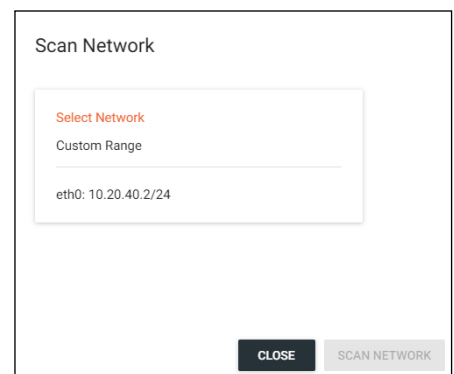 Scan Network
Select Network
Custom Range
eth0: 10.20.40.2/24
CLOSE SCAN NETWORK